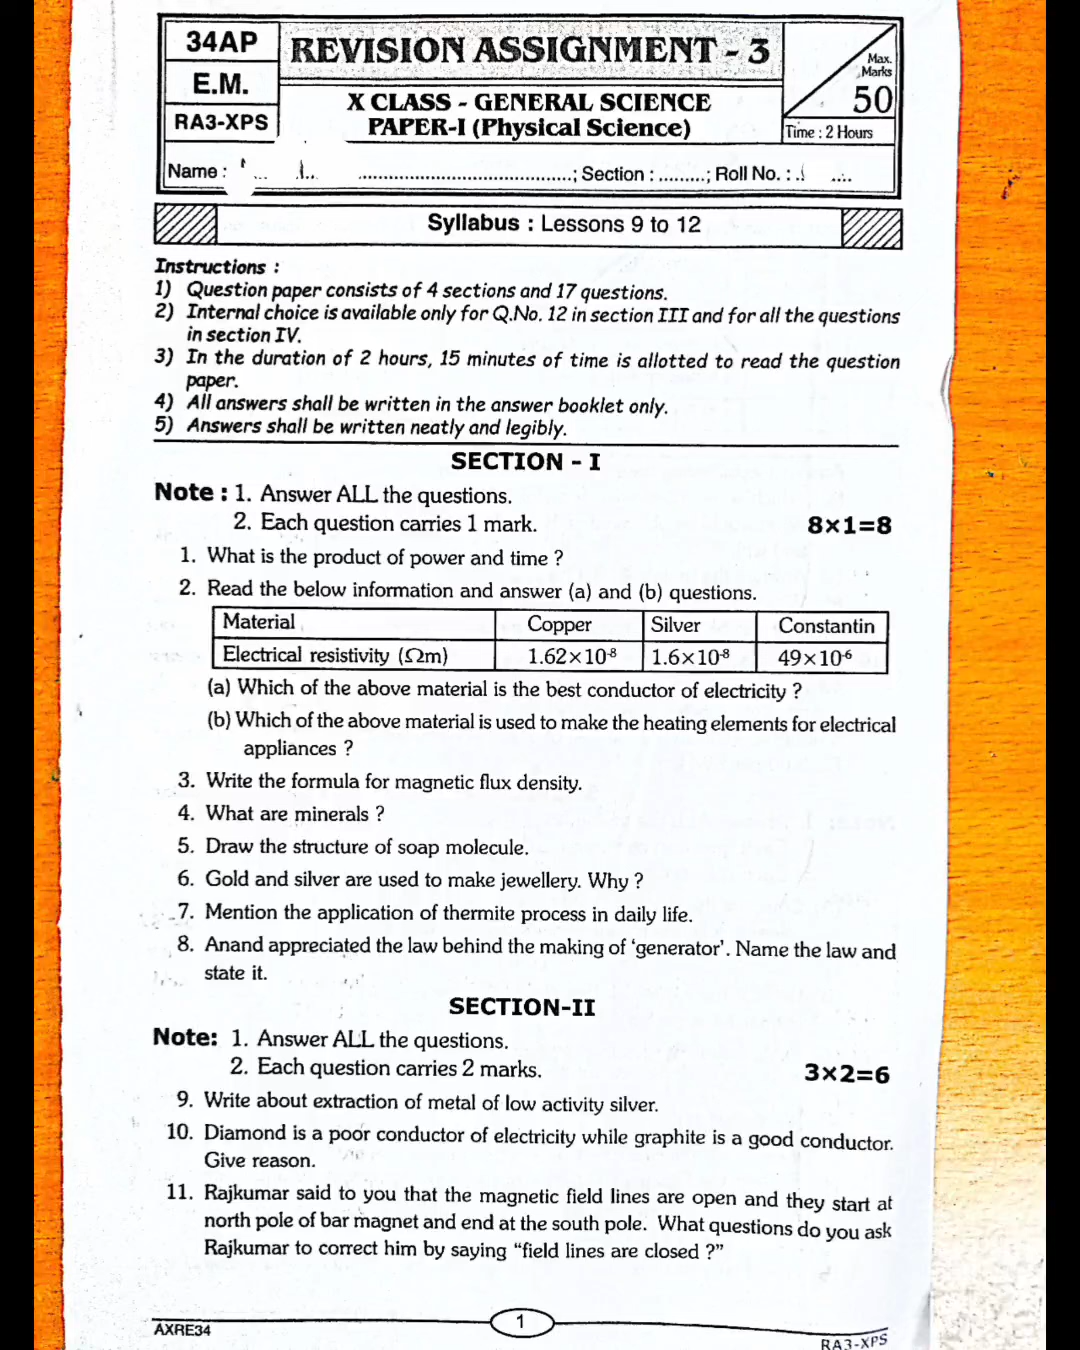 34AP
E.M.
RA3-XPS
REVISION ASSIGNMENT - 3
X CLASS - GENERAL SCIENCE
PAPER-I (Physical Science)
Max.
Marks
50
Time : 2 Hours
Name : ......................................; Section : .........; Roll No. :
Syllabus : Lessons 9 to 12
Instructions :
1) Question paper consists of 4 sections and 17 questions.
2) Internal choice is available only for Q.No. 12 in section III and for all the questions
in section IV.
3) In the duration of 2 hours, 15 minutes of time is allotted to read the question
paper.
4) All answers shall be written in the answer booklet only.
5) Answers shall be written neatly and legibly.
SECTION - I
Note : 1. Answer ALL the questions.
2. Each question carries 1 mark. 8×1=8
1. What is the product of power and time ?
2. Read the below information and answer (a) and (b) questions.
Material Copper Silver Constantin
Electrical resistivity (Ωm) 1.62×10⁻⁸ 1.6×10⁻⁸ 49×10⁻⁶
(a) Which of the above material is the best conductor of electricity ?
(b) Which of the above material is used to make the heating elements for electrical
appliances ?
3. Write the formula for magnetic flux density.
4. What are minerals ?
5. Draw the structure of soap molecule.
6. Gold and silver are used to make jewellery. Why ?
7. Mention the application of thermite process in daily life.
8. Anand appreciated the law behind the making of 'generator'. Name the law and
state it.
SECTION-II
Note: 1. Answer ALL the questions.
2. Each question carries 2 marks. 3×2=6
9. Write about extraction of metal of low activity silver.
10. Diamond is a poor conductor of electricity while graphite is a good conductor.
Give reason.
11. Rajkumar said to you that the magnetic field lines are open and they start at
north pole of bar magnet and end at the south pole. What questions do you ask
Rajkumar to correct him by saying "field lines are closed ?"
AXRE34
1
RA3-XPS